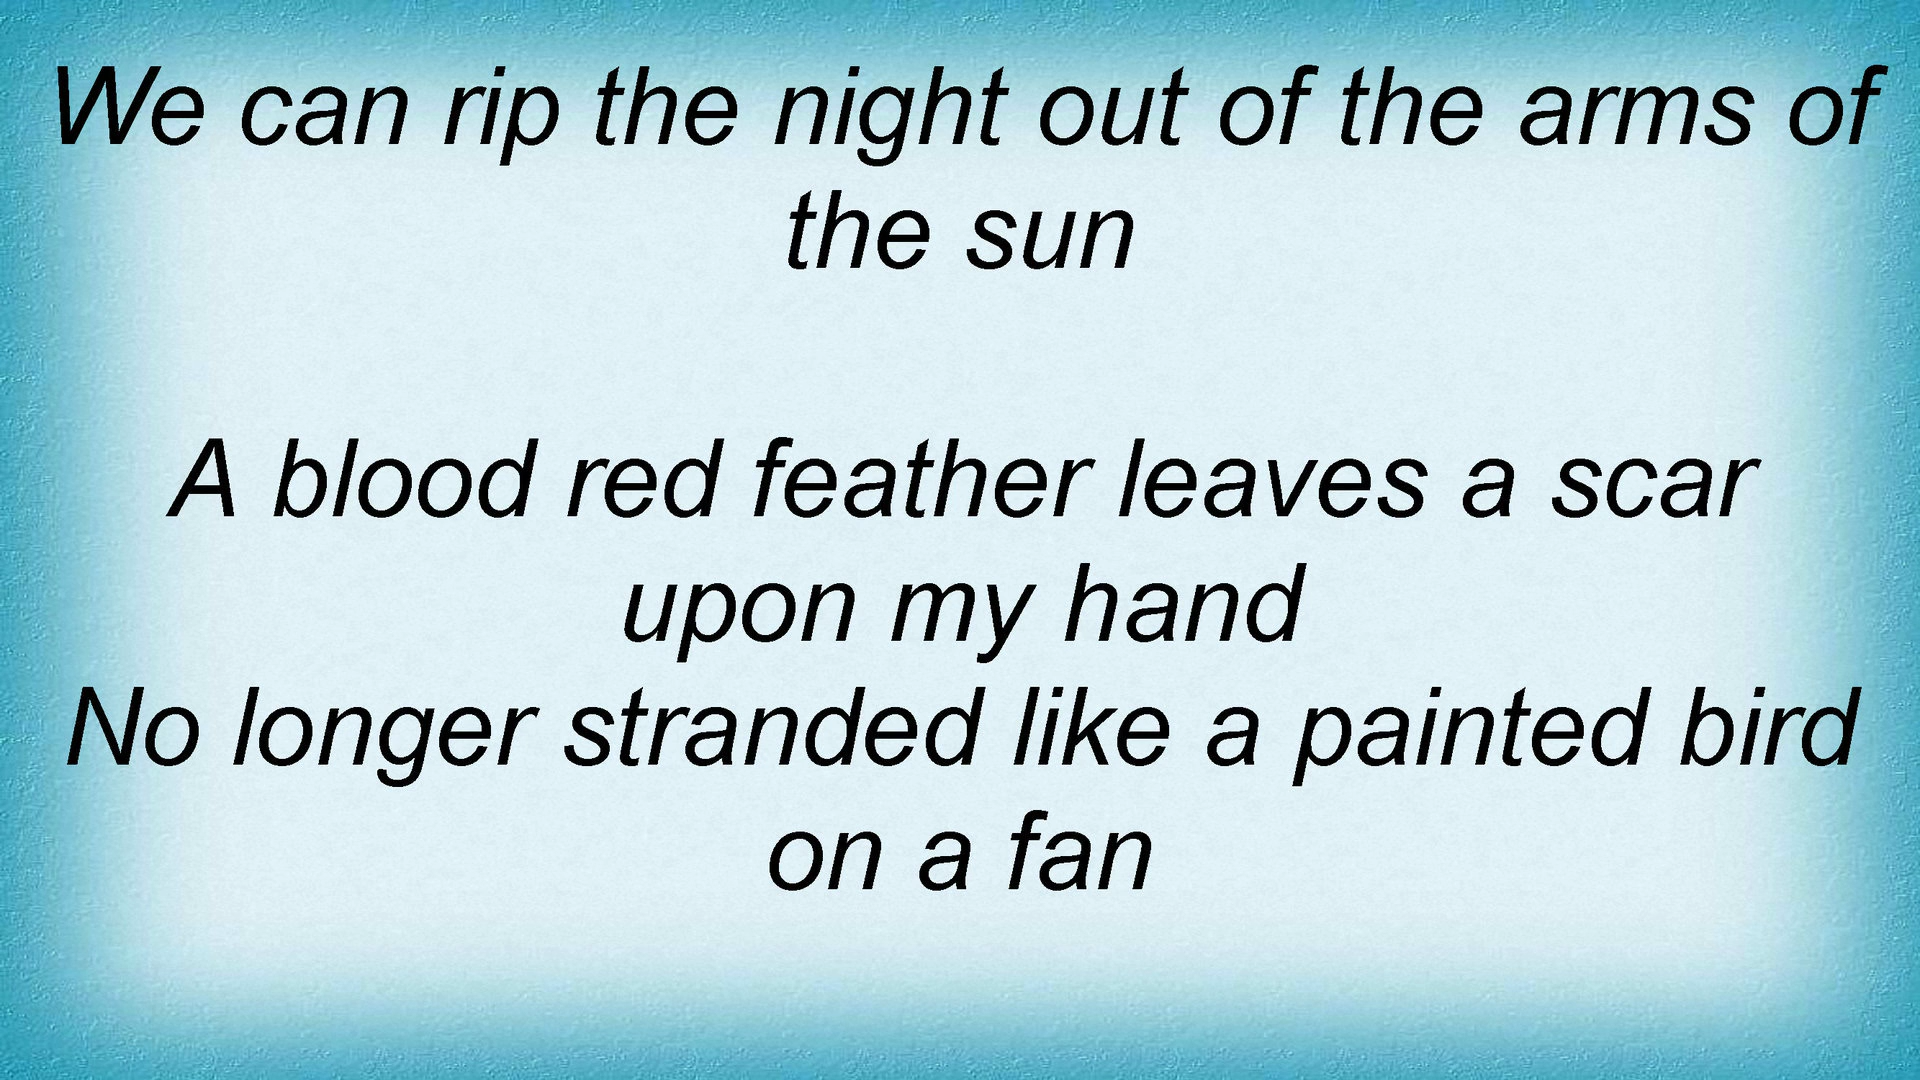 We can rip the night out of the arms of
the sun
A blood red feather leaves a scar
upon my hand
No longer stranded like a painted bird
on a fan